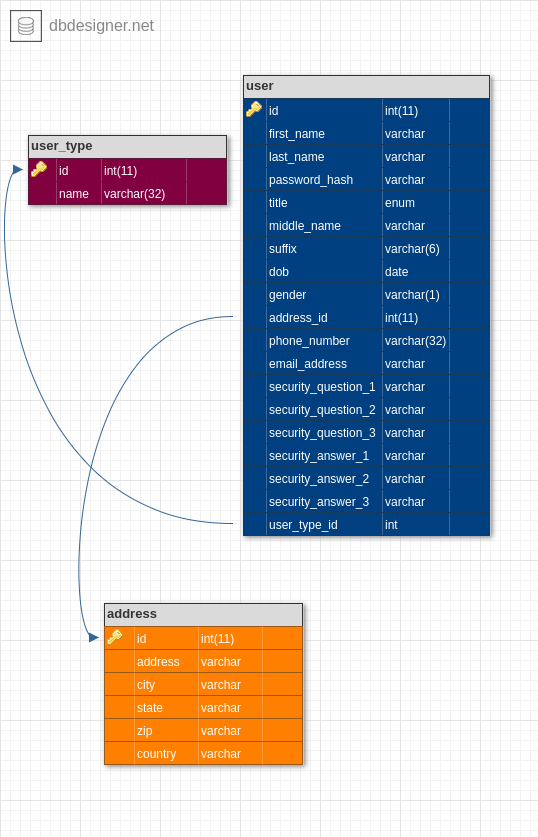 dbdesigner.net
user
id int(11)
first_name varchar
last_name varchar
password_hash varchar
title enum
middle_name varchar
suffix varchar(6)
dob date
gender varchar(1)
address_id int(11)
phone_number varchar(32)
email_address varchar
security_question_1 varchar
security_question_2 varchar
security_question_3 varchar
security_answer_1 varchar
security_answer_2 varchar
security_answer_3 varchar
user_type_id int
user_type
id int(11)
name varchar(32)
address
id int(11)
address varchar
city varchar
state varchar
zip varchar
country varchar